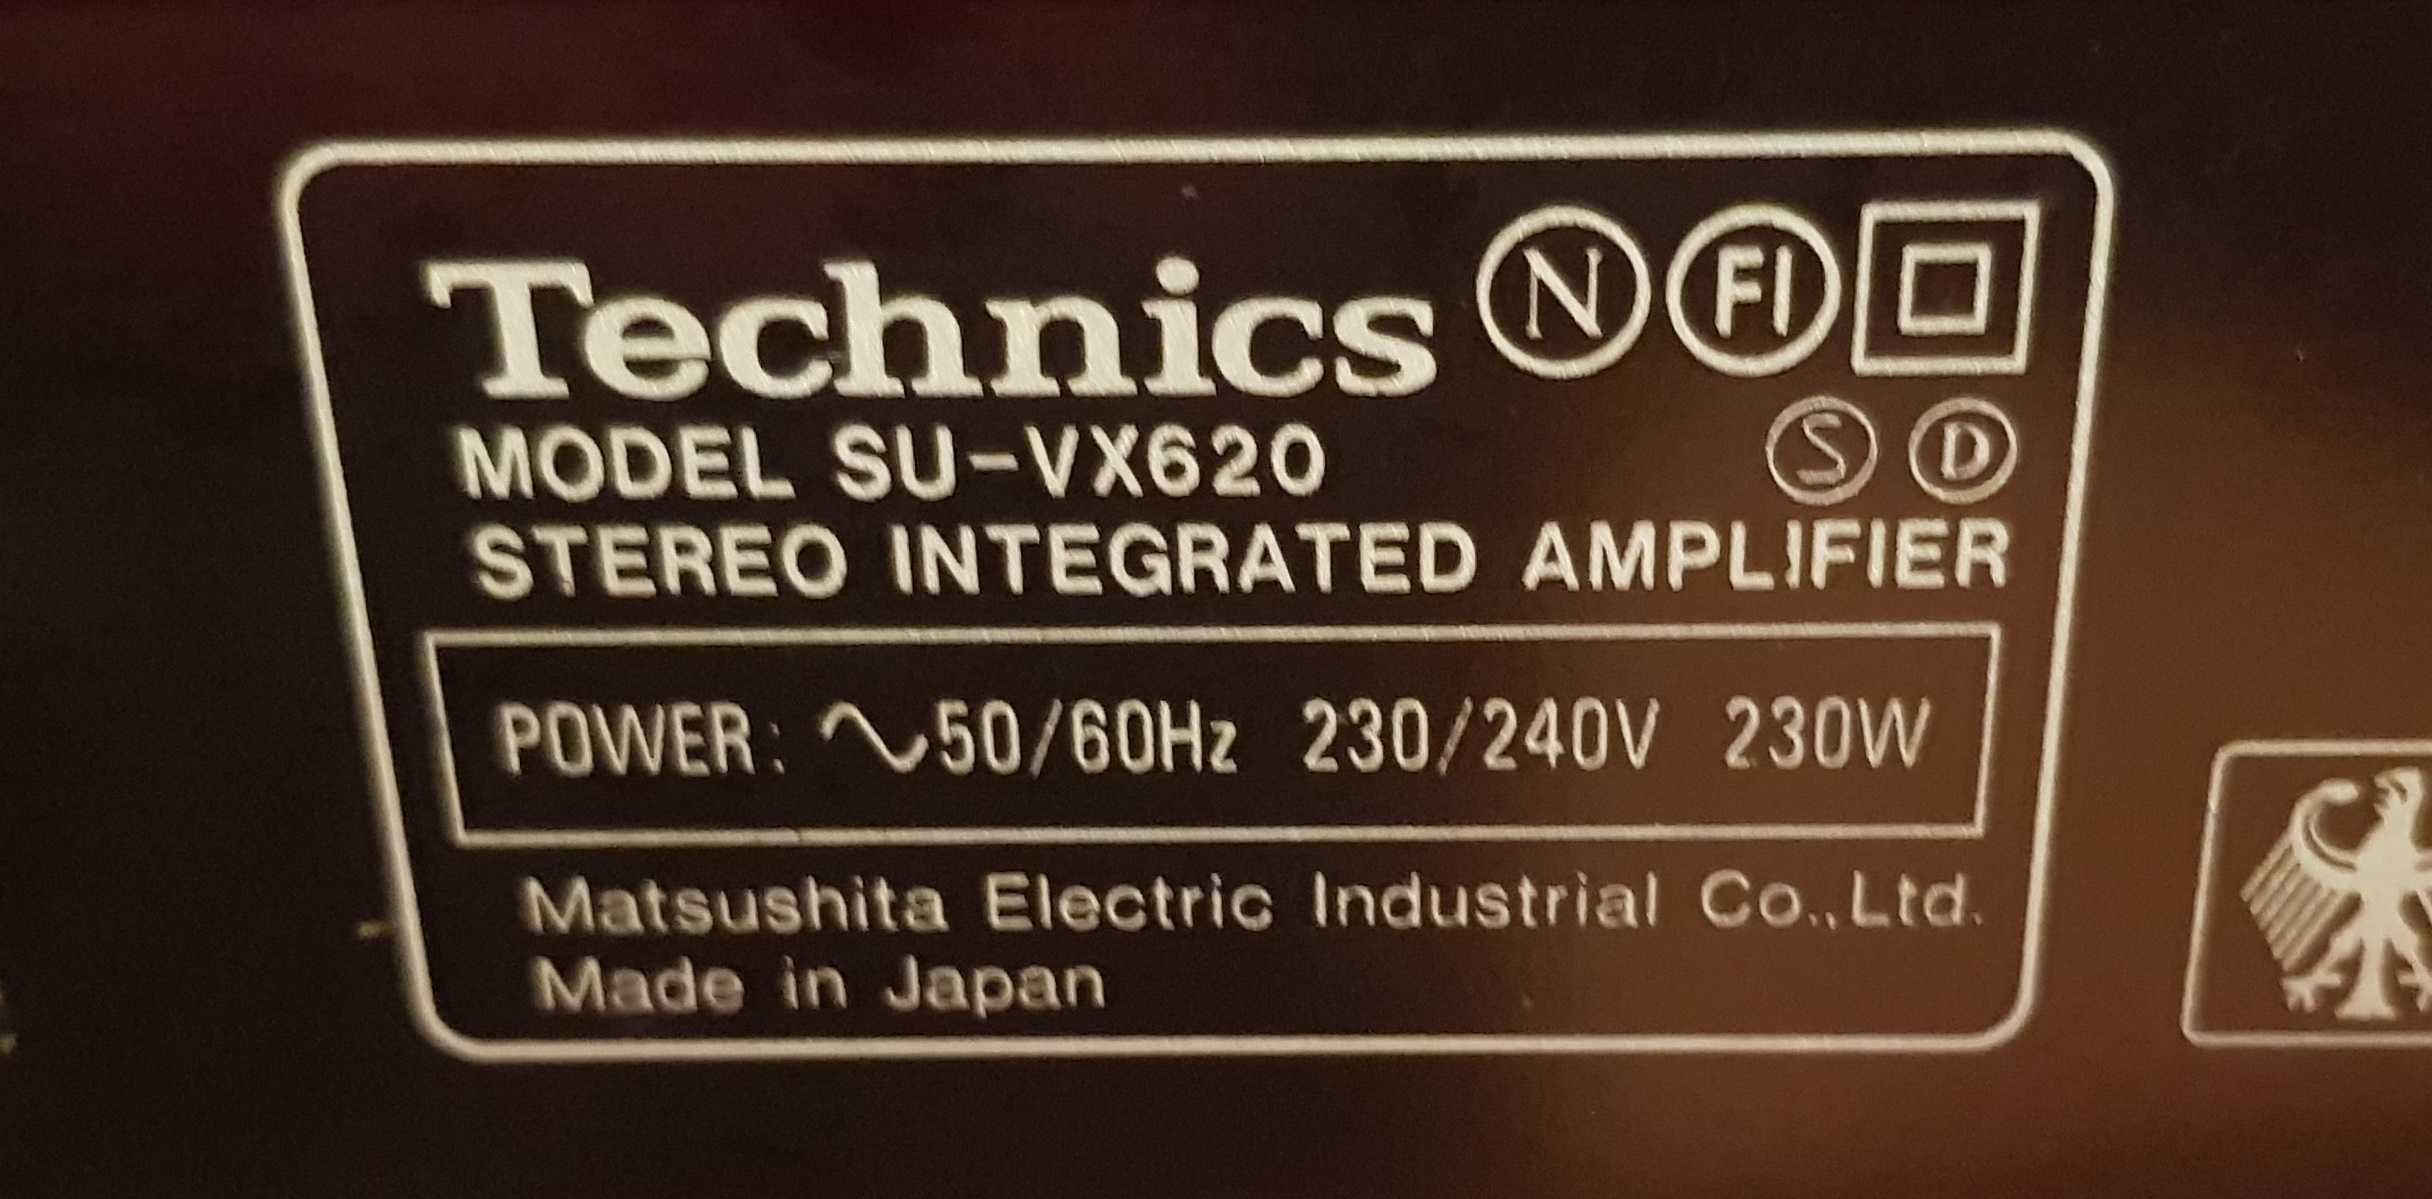 Technics N FI
MODEL SU-VX620 S D
STEREO INTEGRATED AMPLIFIER
POWER: ∿50/60Hz 230/240V 230W
Matsushita Electric Industrial Co.,Ltd.
Made in Japan